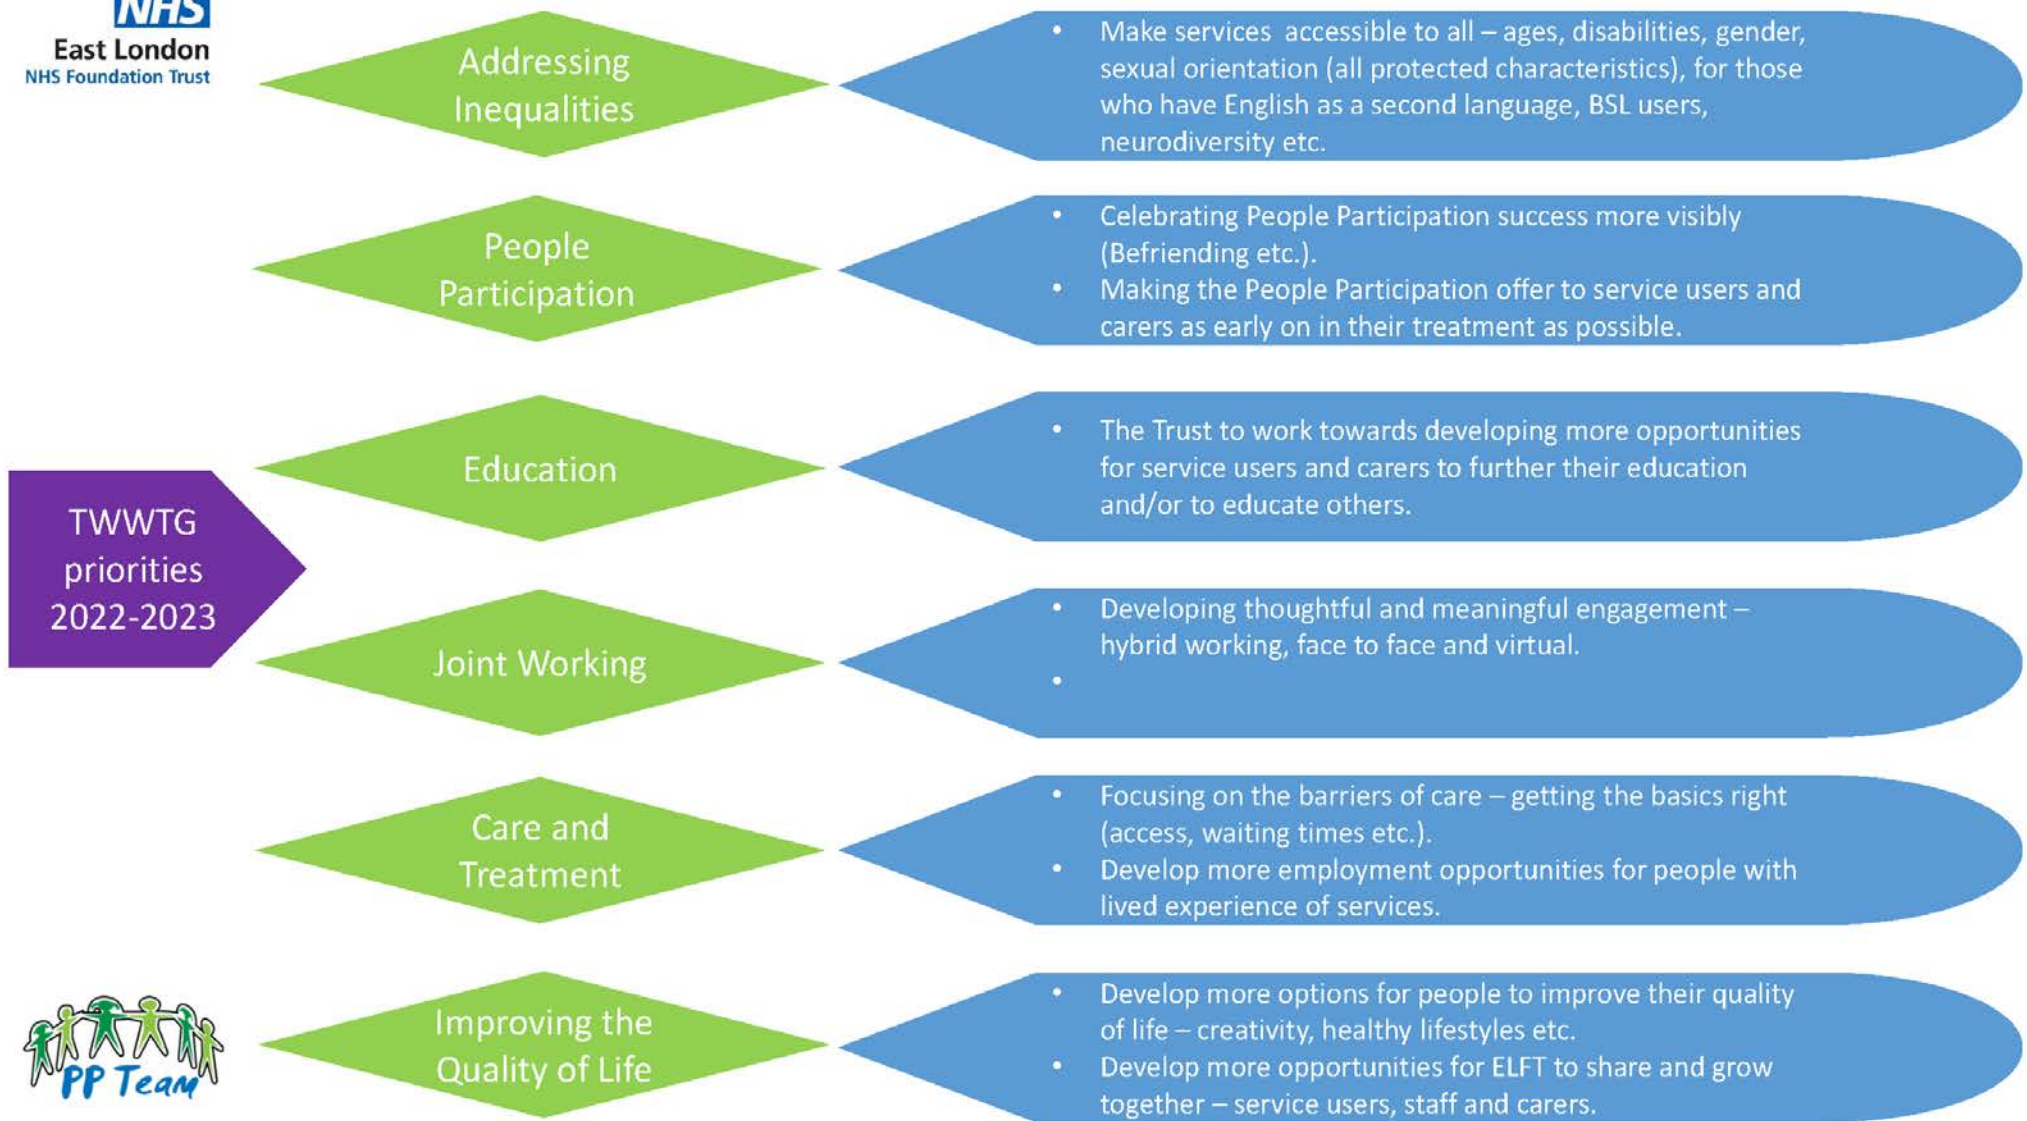 NHS
East London
NHS Foundation Trust
Addressing
Inequalities
• Make services accessible to all – ages, disabilities, gender,
sexual orientation (all protected characteristics), for those
who have English as a second language, BSL users,
neurodiversity etc.
People
Participation
• Celebrating People Participation success more visibly
(Befriending etc.).
• Making the People Participation offer to service users and
carers as early on in their treatment as possible.
Education
• The Trust to work towards developing more opportunities
for service users and carers to further their education
and/or to educate others.
TWWTG
priorities
2022-2023
Joint Working
• Developing thoughtful and meaningful engagement –
hybrid working, face to face and virtual.
•
Care and
Treatment
• Focusing on the barriers of care – getting the basics right
(access, waiting times etc.).
• Develop more employment opportunities for people with
lived experience of services.
Improving the
Quality of Life
• Develop more options for people to improve their quality
of life – creativity, healthy lifestyles etc.
• Develop more opportunities for ELFT to share and grow
together – service users, staff and carers.
PP Team